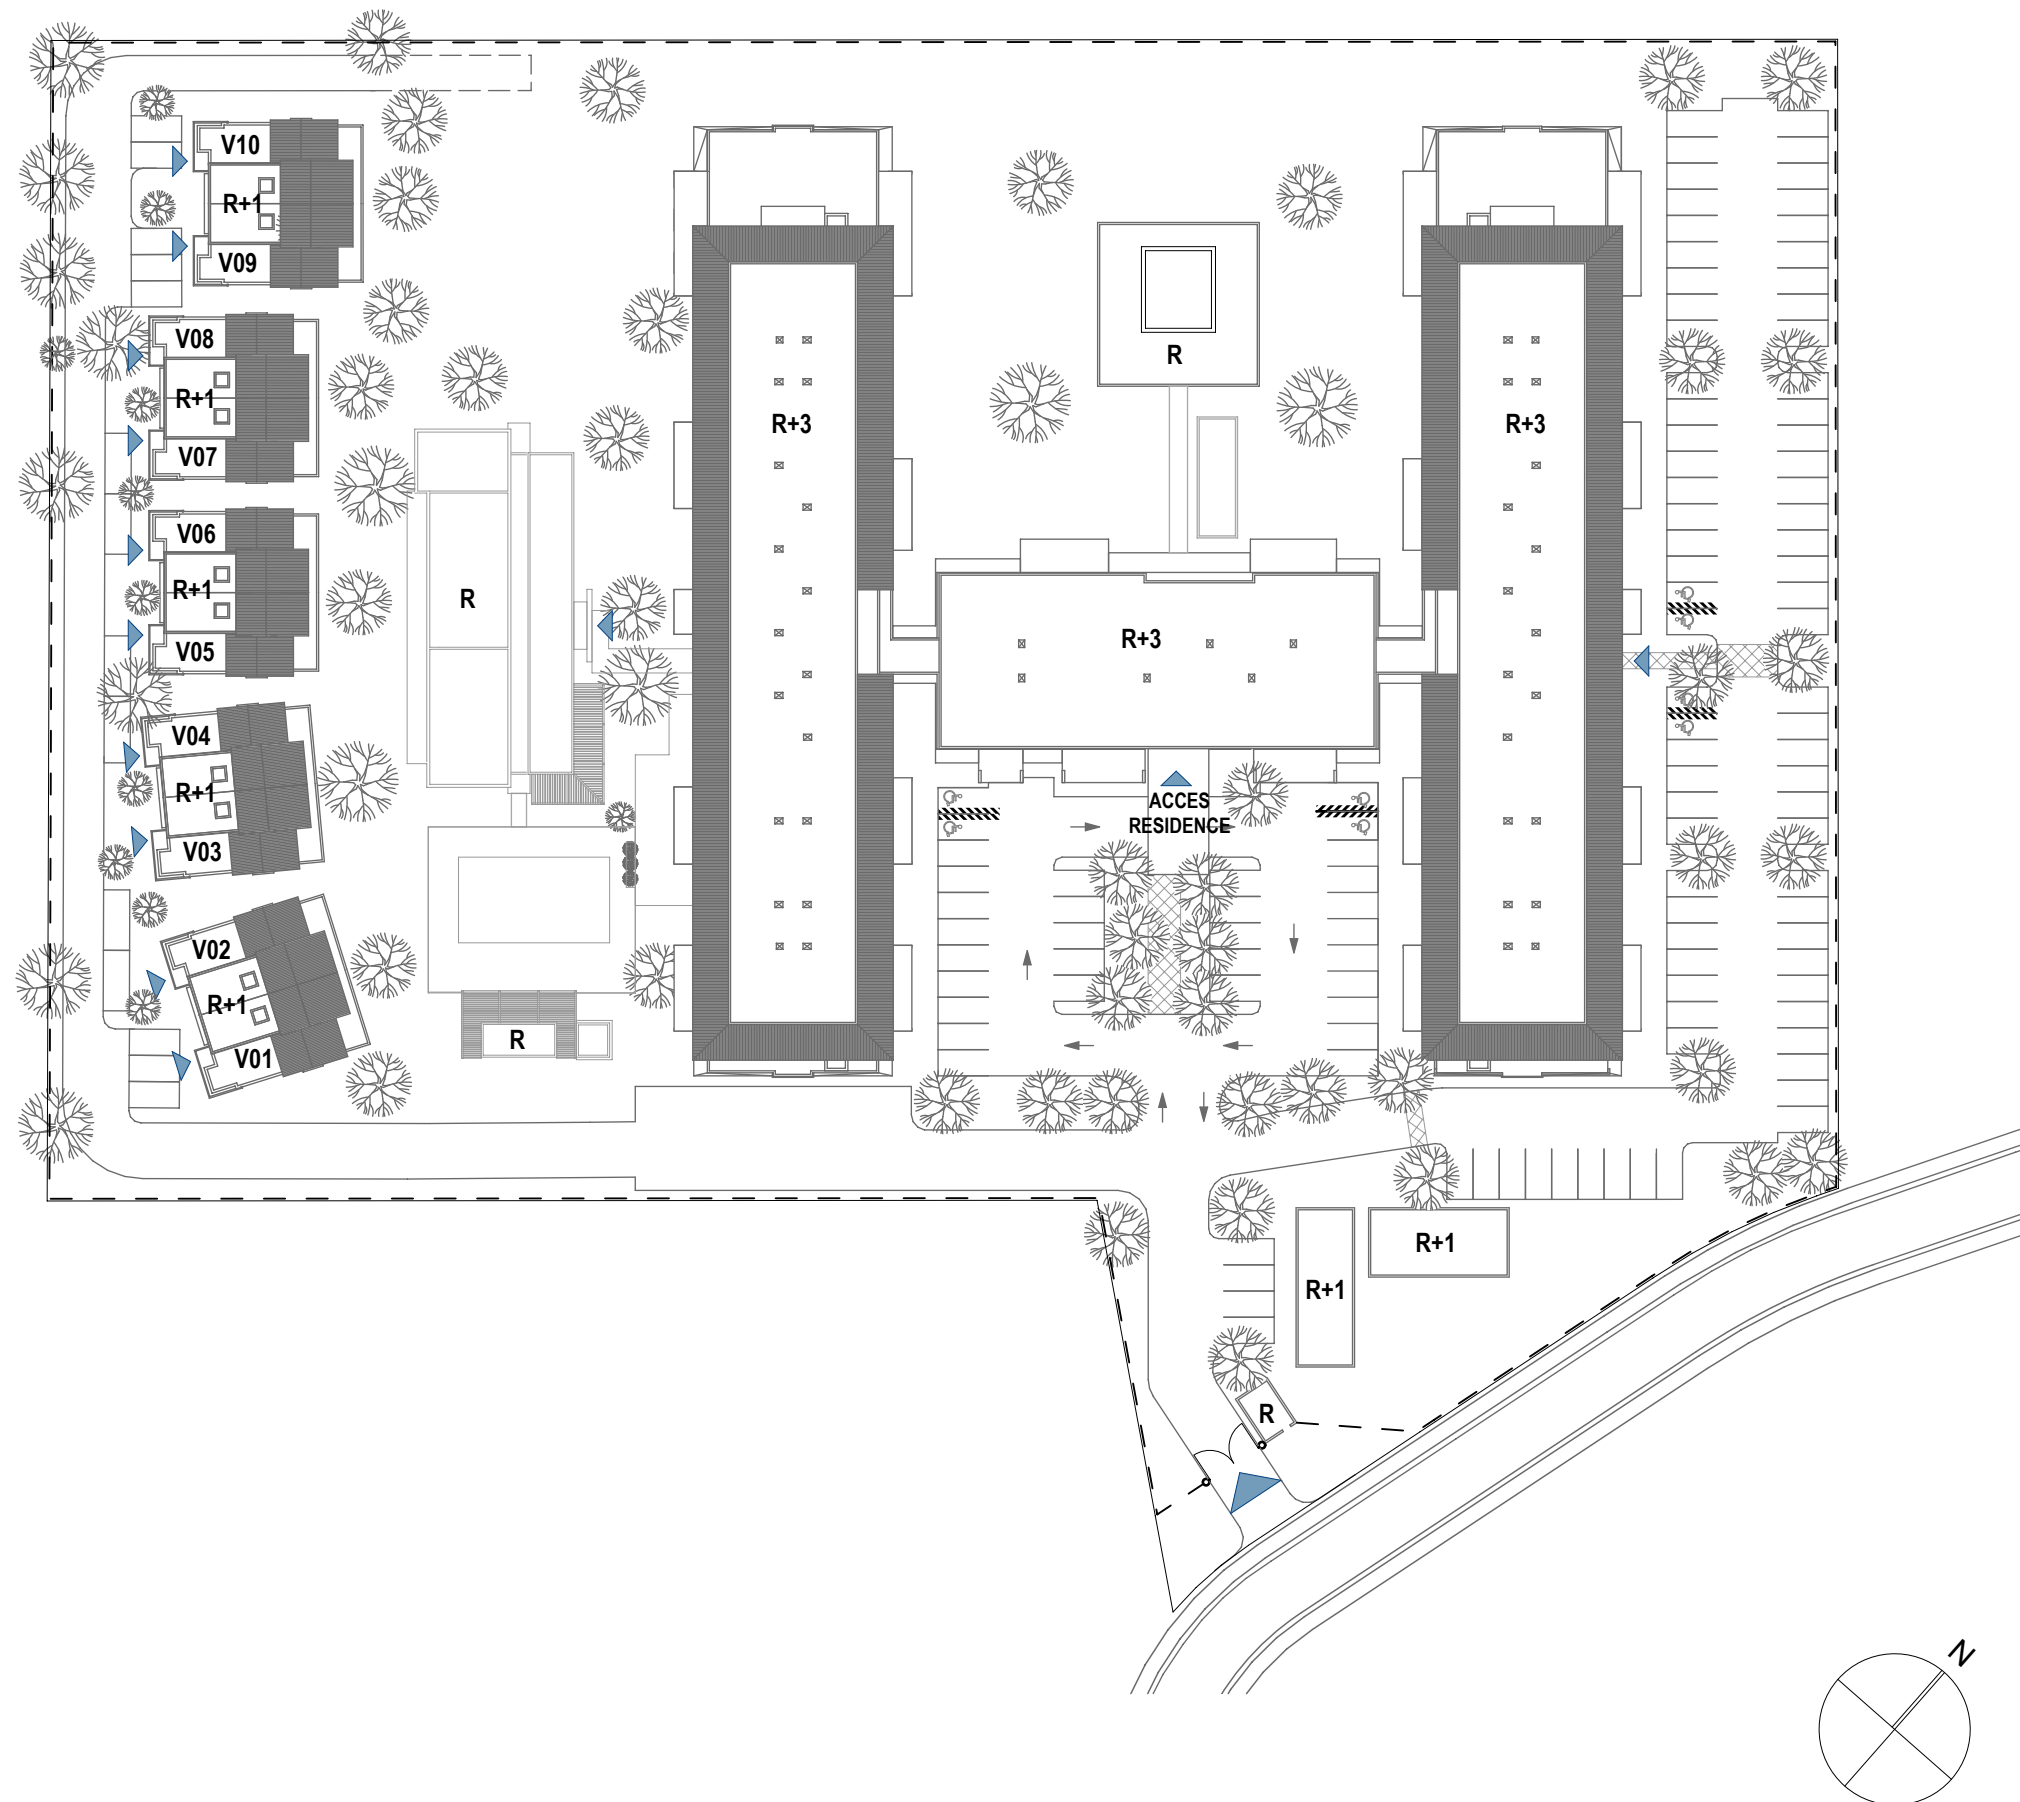 V10
R+1
V09
V08
R+1
V07
V06
R+1
V05
V04
R+1
V03
V02
R+1
V01
R
R
R+3
R
R+3
R+3
ACCES
RESIDENCE
R+1
R+1
R
N